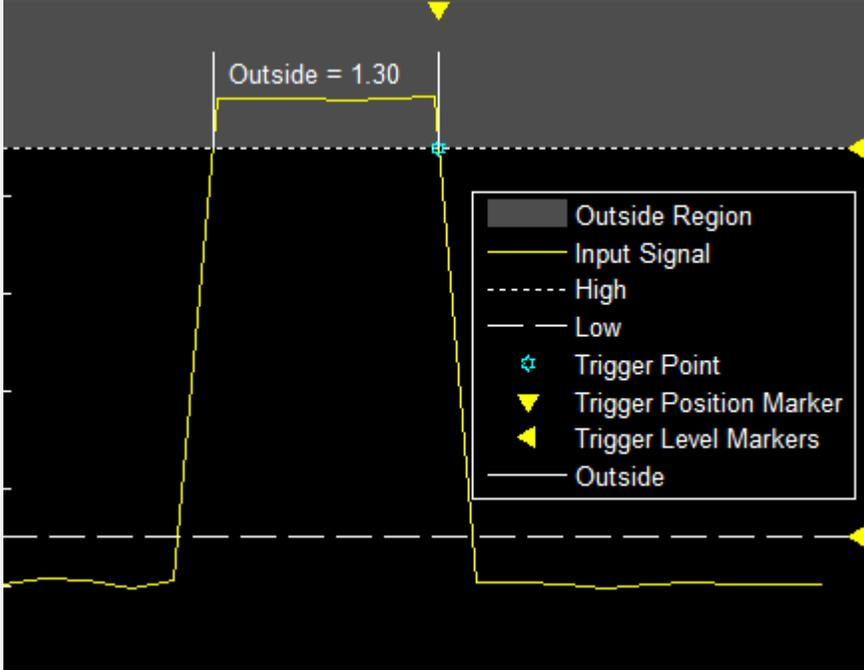 Outside = 1.30
Outside Region
Input Signal
High
Low
Trigger Point
Trigger Position Marker
Trigger Level Markers
Outside